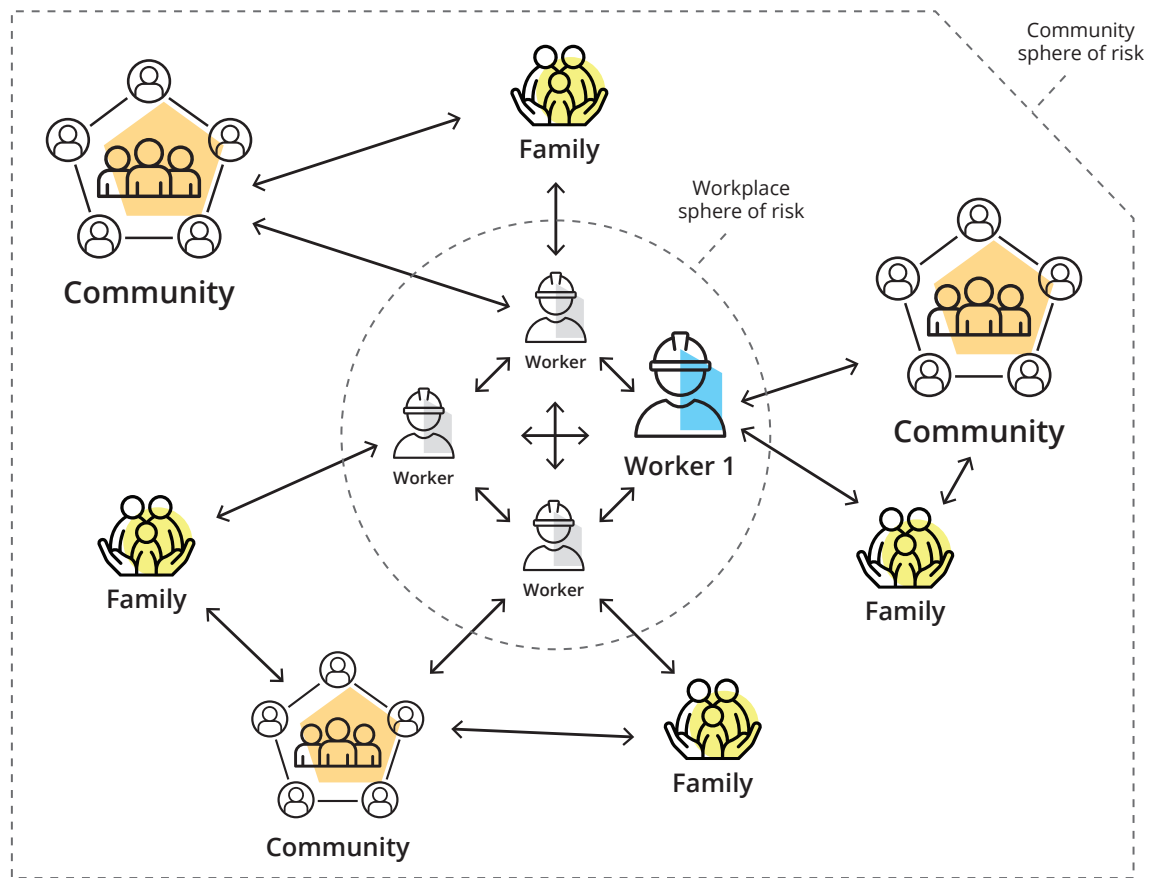 Community
sphere of risk
Family
Workplace
sphere of risk
Community
Worker
Community
Worker 1
Worker
Worker
Family
Family
Family
Community